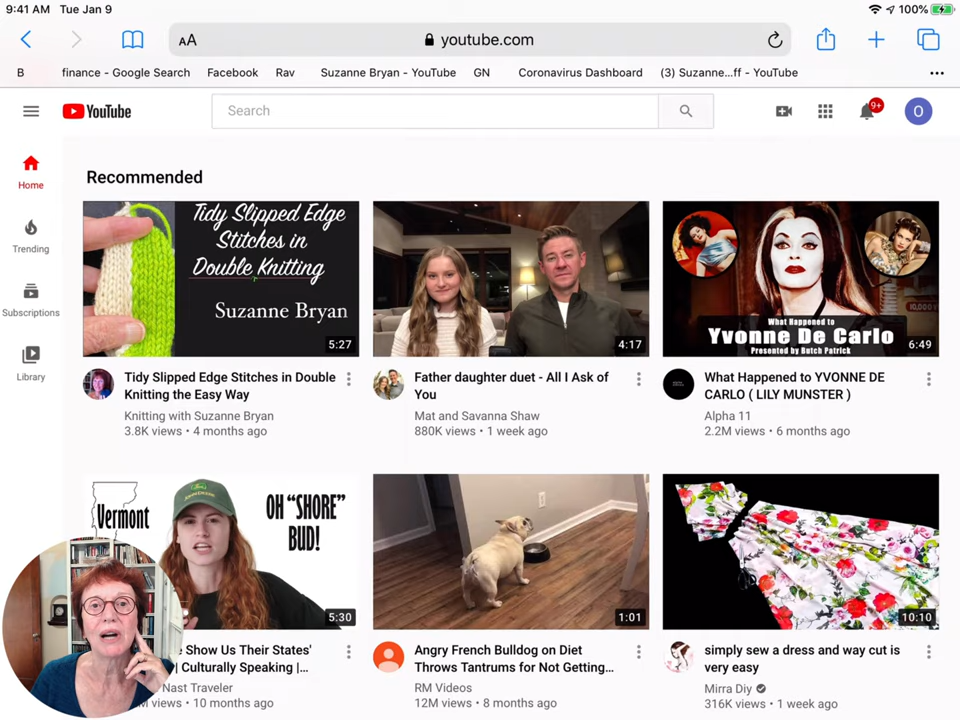 9:41 AM Tue Jan 9
100%
AA
youtube.com
B
finance - Google Search
Facebook
Rav
Suzanne Bryan - YouTube
GN
Coronavirus Dashboard
(3) Suzanne...ff - YouTube
YouTube
Search
9+
O
Home
Trending
Subscriptions
Library
Recommended
Tidy Slipped Edge
Stitches in
Double Knitting
Suzanne Bryan
5:27
Tidy Slipped Edge Stitches in Double
Knitting the Easy Way
Knitting with Suzanne Bryan
3.8K views • 4 months ago
4:17
Father daughter duet - All I Ask of
You
Mat and Savanna Shaw
880K views • 1 week ago
What Happened to
Yvonne De Carlo
Presented by Butch Patrick
6:49
What Happened to YVONNE DE
CARLO ( LILY MUNSTER )
Alpha 11
2.2M views • 6 months ago
Vermont
OH "SHORE"
BUD!
5:30
Show Us Their States'
| Culturally Speaking |...
Nast Traveler
views • 10 months ago
1:01
Angry French Bulldog on Diet
Throws Tantrums for Not Getting...
RM Videos
12M views • 8 months ago
10:10
simply sew a dress and way cut is
very easy
Mirra Diy
316K views • 1 week ago